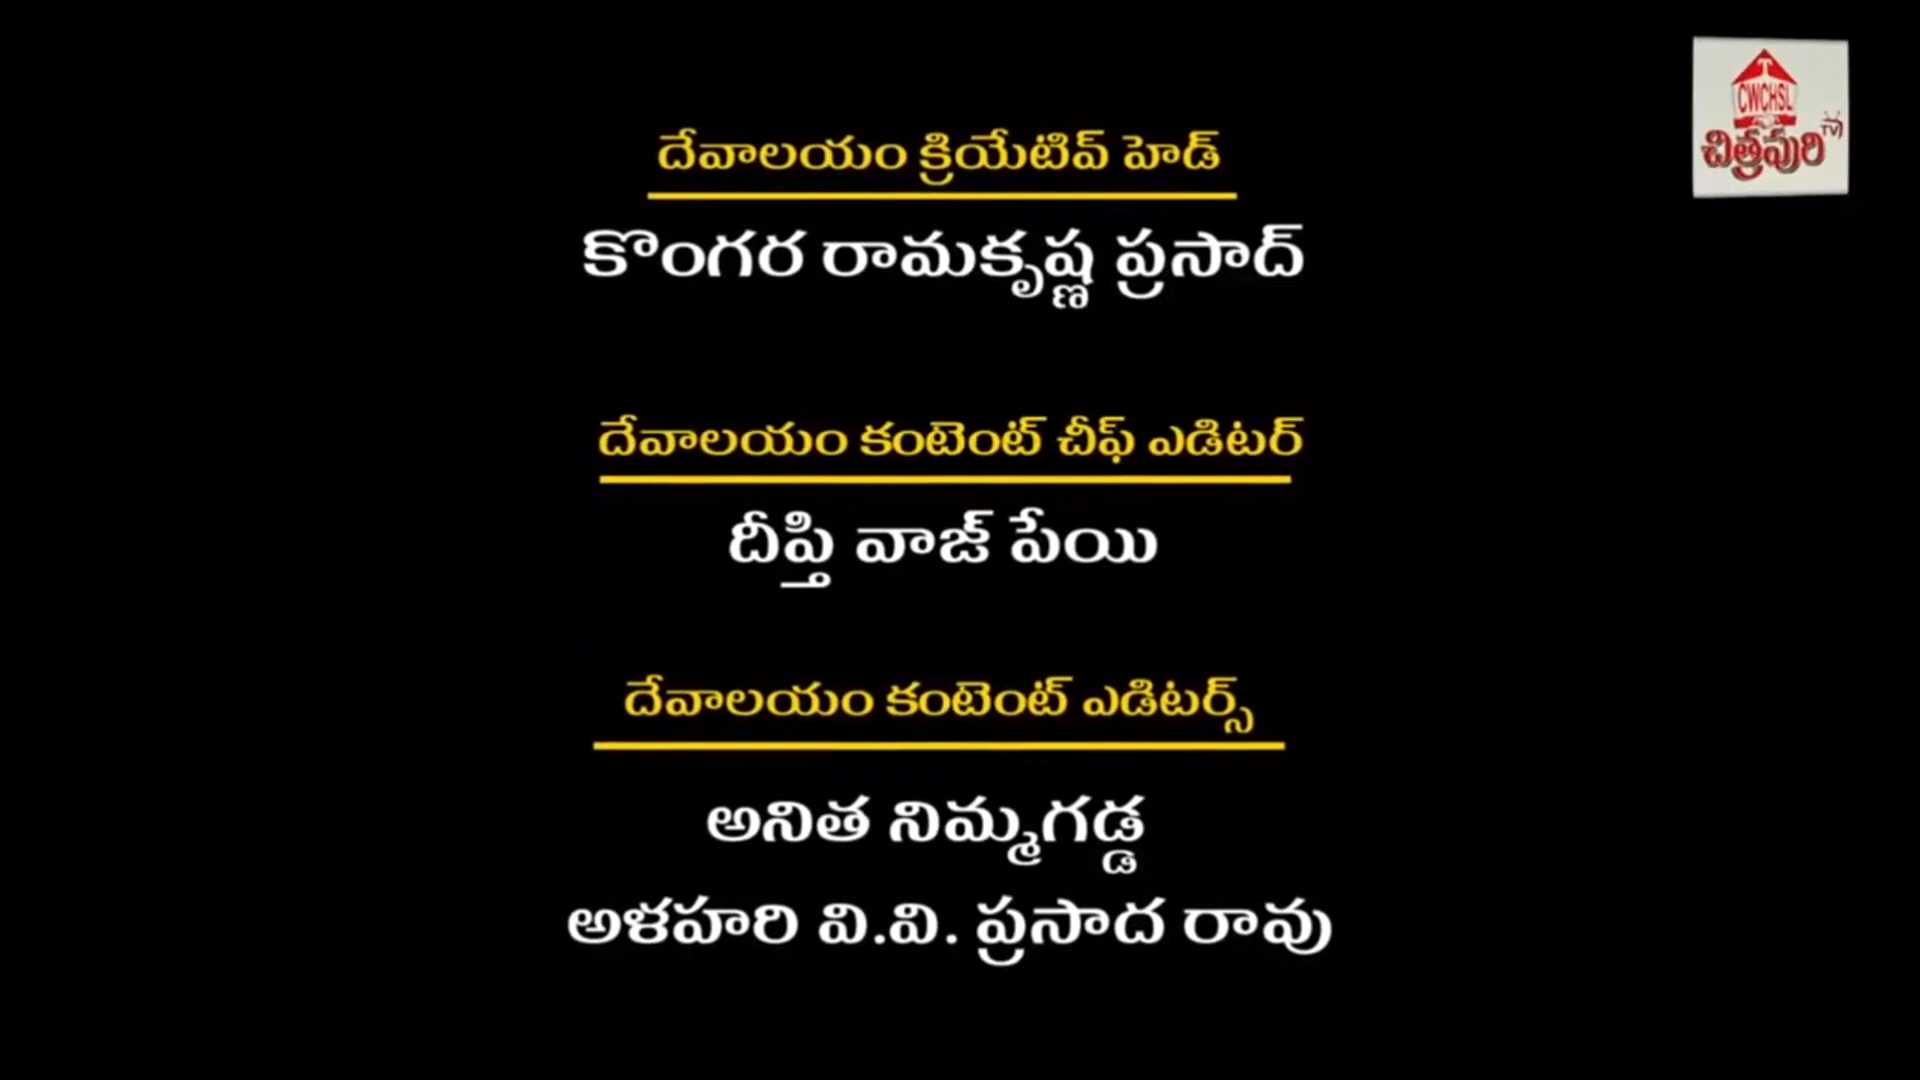 దేవాలయం క్రియేటివ్ హెడ్
కొంగర రామకృష్ణ ప్రసాద్
దేవాలయం కంటెంట్ చీఫ్ ఎడిటర్
దీప్తి వాజ్ పేయి
దేవాలయం కంటెంట్ ఎడిటర్స్
అనిత నిమ్మగడ్డ
అళహరి వి.వి. ప్రసాద రావు
T
CWCHSL
చిత్రపురి TV